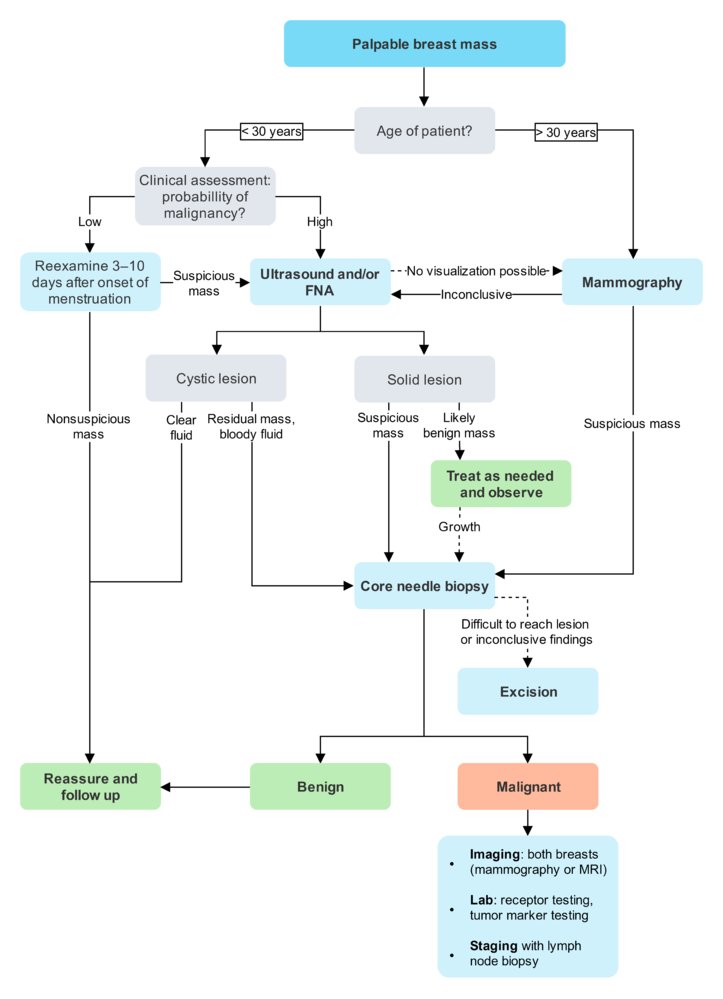 Palpable breast mass
Age of patient?
< 30 years
> 30 years
Clinical assessment:
probabillity of
malignancy?
Low
High
Reexamine 3–10
days after onset of
menstruation
Suspicious
mass
Ultrasound and/or
FNA
No visualization possible
Inconclusive
Mammography
Cystic lesion
Solid lesion
Nonsuspicious
mass
Clear
fluid
Residual mass,
bloody fluid
Suspicious
mass
Likely
benign mass
Suspicious mass
Treat as needed
and observe
Growth
Core needle biopsy
Difficult to reach lesion
or inconclusive findings
Excision
Reassure and
follow up
Benign
Malignant
• Imaging: both breasts
(mammography or MRI)
• Lab: receptor testing,
tumor marker testing
• Staging with lymph
node biopsy